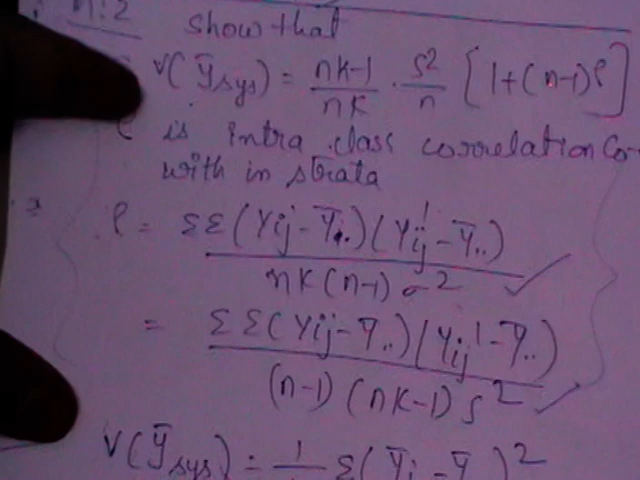 show that
V(ȳsys) = nk-1/nk · s²/n [1+(n-1)ρ]
is intra class correlation Co-
with in strata
ρ = ΣΣ(Yij - Ȳ..)(Yij' - Ȳ..) / nk(n-1)σ²
= ΣΣ(Yij - Ȳ..)(Yij' - Ȳ..) / (n-1)(nk-1)s²
V(ȳsys) = 1 Σ(Ȳi - Ȳ )²